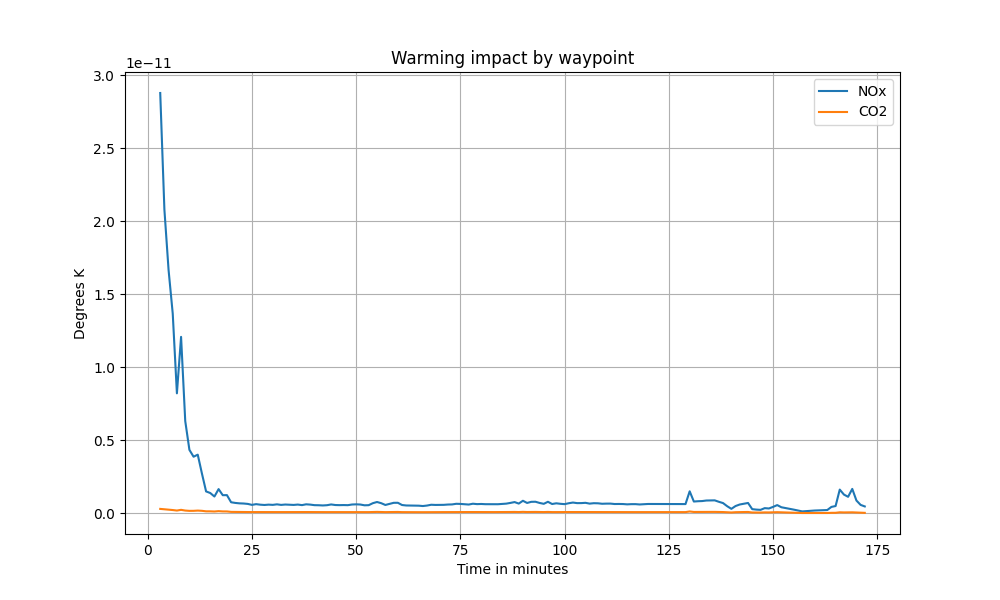 Warming impact by waypoint
1e−11
3.0
2.5
2.0
1.5
1.0
0.5
0.0
Degrees K
0 25 50 75 100 125 150 175
Time in minutes
NOx
CO2